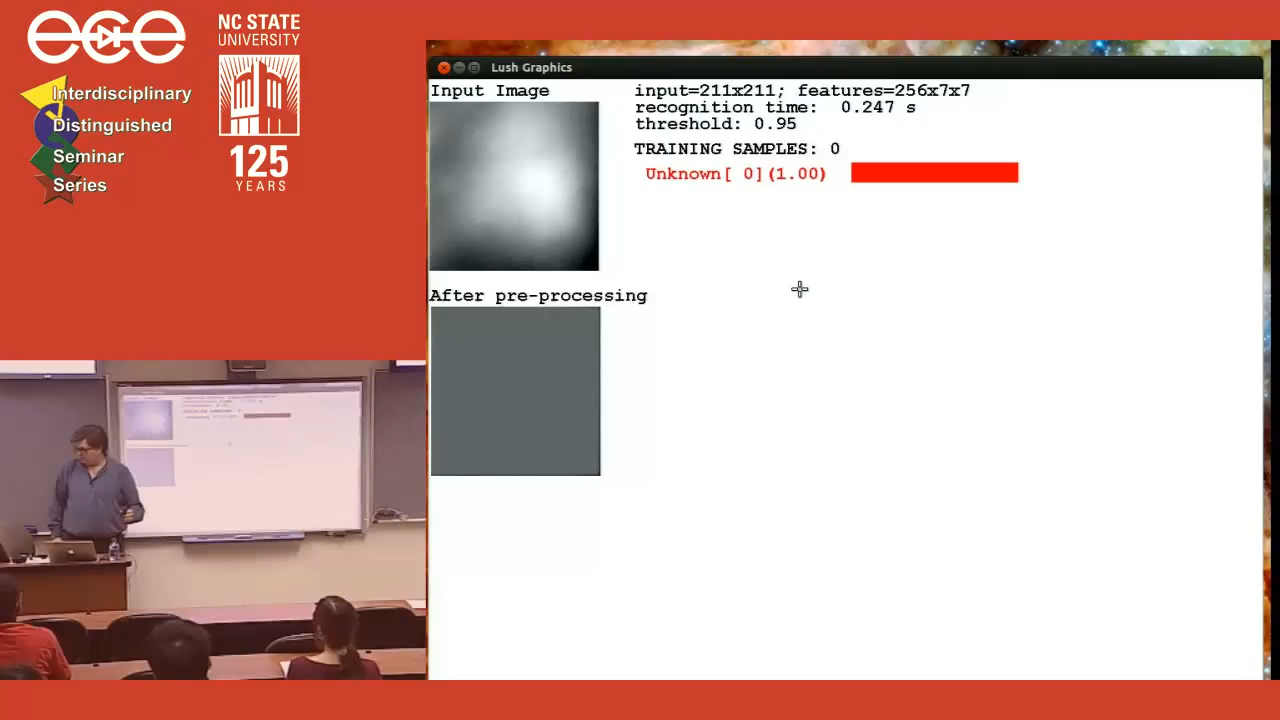 ece
NC STATE
UNIVERSITY
Interdisciplinary
Distinguished
Seminar
Series
125
YEARS
Lush Graphics
Input Image
input=211x211; features=256x7x7
recognition time: 0.247 s
threshold: 0.95
TRAINING SAMPLES: 0
Unknown[ 0](1.00)
After pre-processing